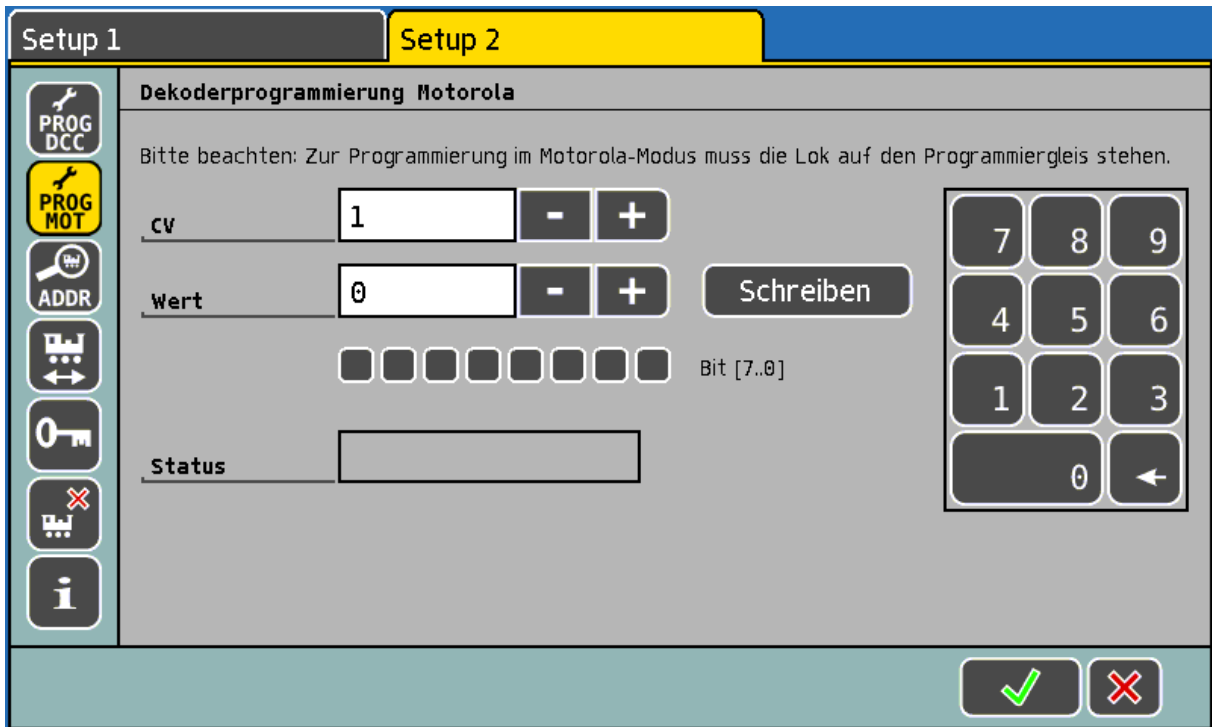 Setup 1
Setup 2
Dekoderprogrammierung Motorola
PROG
DCC
Bitte beachten: Zur Programmierung im Motorola-Modus muss die Lok auf den Programmiergleis stehen.
PROG
MOT
CV
1
-
+
7
8
9
ADDR
Wert
0
-
+
Schreiben
4
5
6
Bit [7..0]
1
2
3
Status
0
i